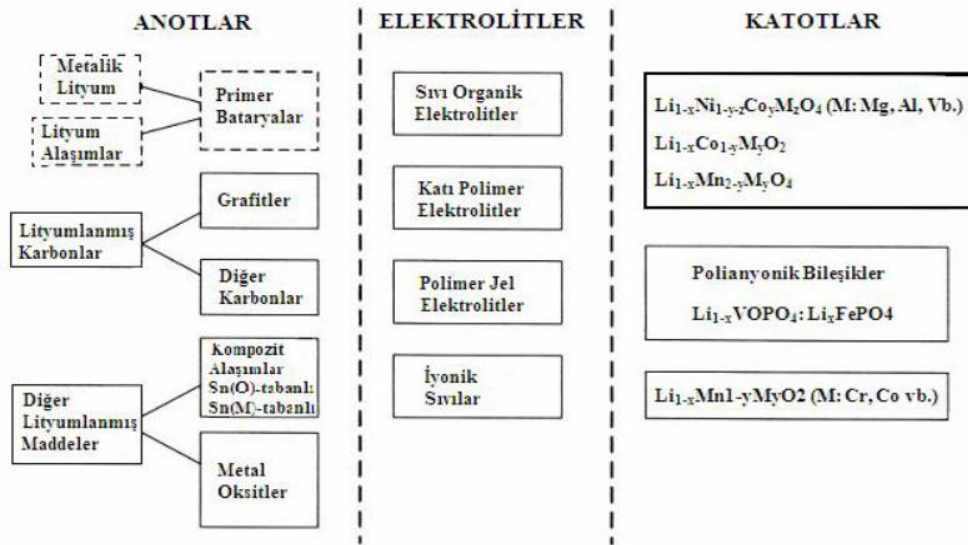 ANOTLAR
Metalik
Lityum
Lityum
Alaşımlar
Primer
Bataryalar
Lityumlanmış
Karbonlar
Grafitler
Diğer
Karbonlar
Diğer
Lityumlanmış
Maddeler
Kompozit
Alaşımlar
Sn(O)-tabanlı
Sn(M)-tabanlı
Metal
Oksitler
ELEKTROLİTLER
Sıvı Organik
Elektrolitler
Katı Polimer
Elektrolitler
Polimer Jel
Elektrolitler
İyonik
Sıvılar
KATOTLAR
Li₁₋ₓNi₁₋y₋zCoyMzO₄ (M: Mg, Al, Vb.)
Li₁₋ₓCo₁₋yMyO₂
Li₁₋ₓMn₂₋yMyO₄
Polianyonik Bileşikler
Li₁₋ₓVOPO₄: LiₓFePO4
Li₁₋ₓMn1-yMyO2 (M: Cr, Co vb.)